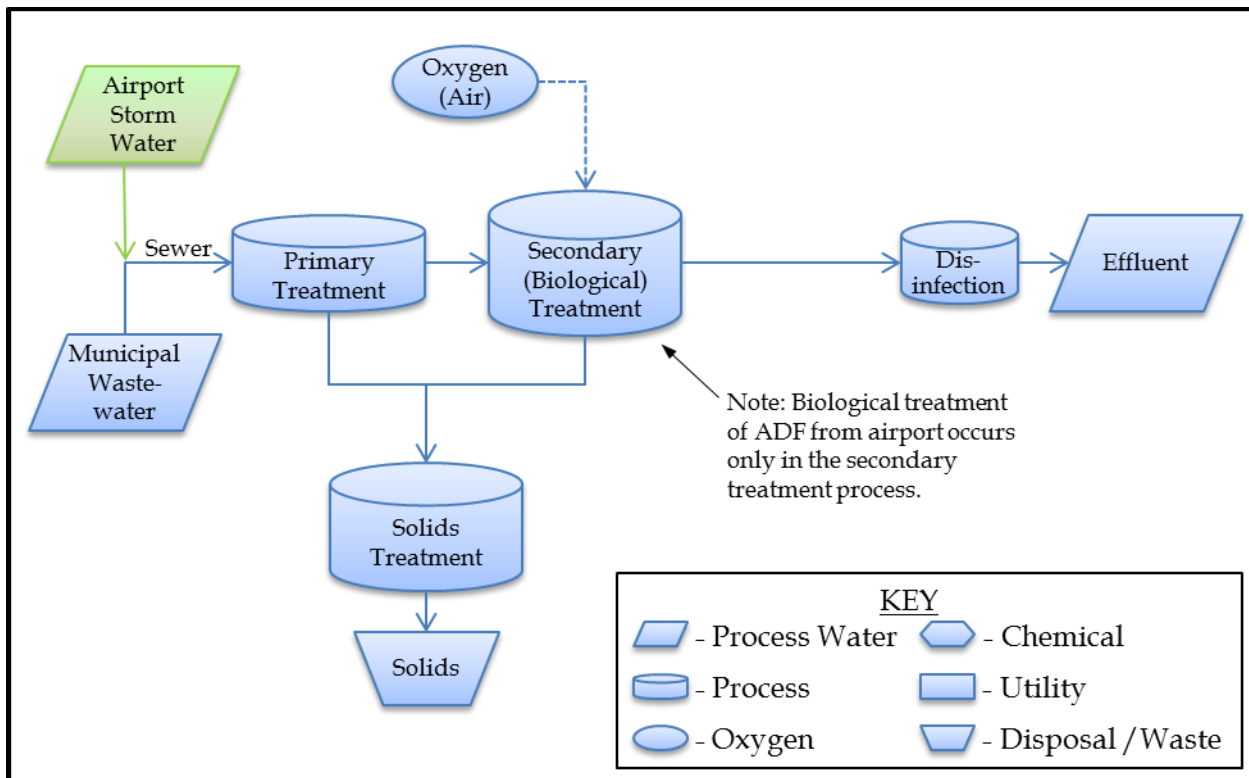 Airport
Storm
Water
Oxygen
(Air)
Sewer
Primary
Treatment
Secondary
(Biological)
Treatment
Dis-
infection
Effluent
Municipal
Waste-
water
Note: Biological treatment
of ADF from airport occurs
only in the secondary
treatment process.
Solids
Treatment
Solids
KEY
- Process Water
- Chemical
- Process
- Utility
- Oxygen
- Disposal /Waste